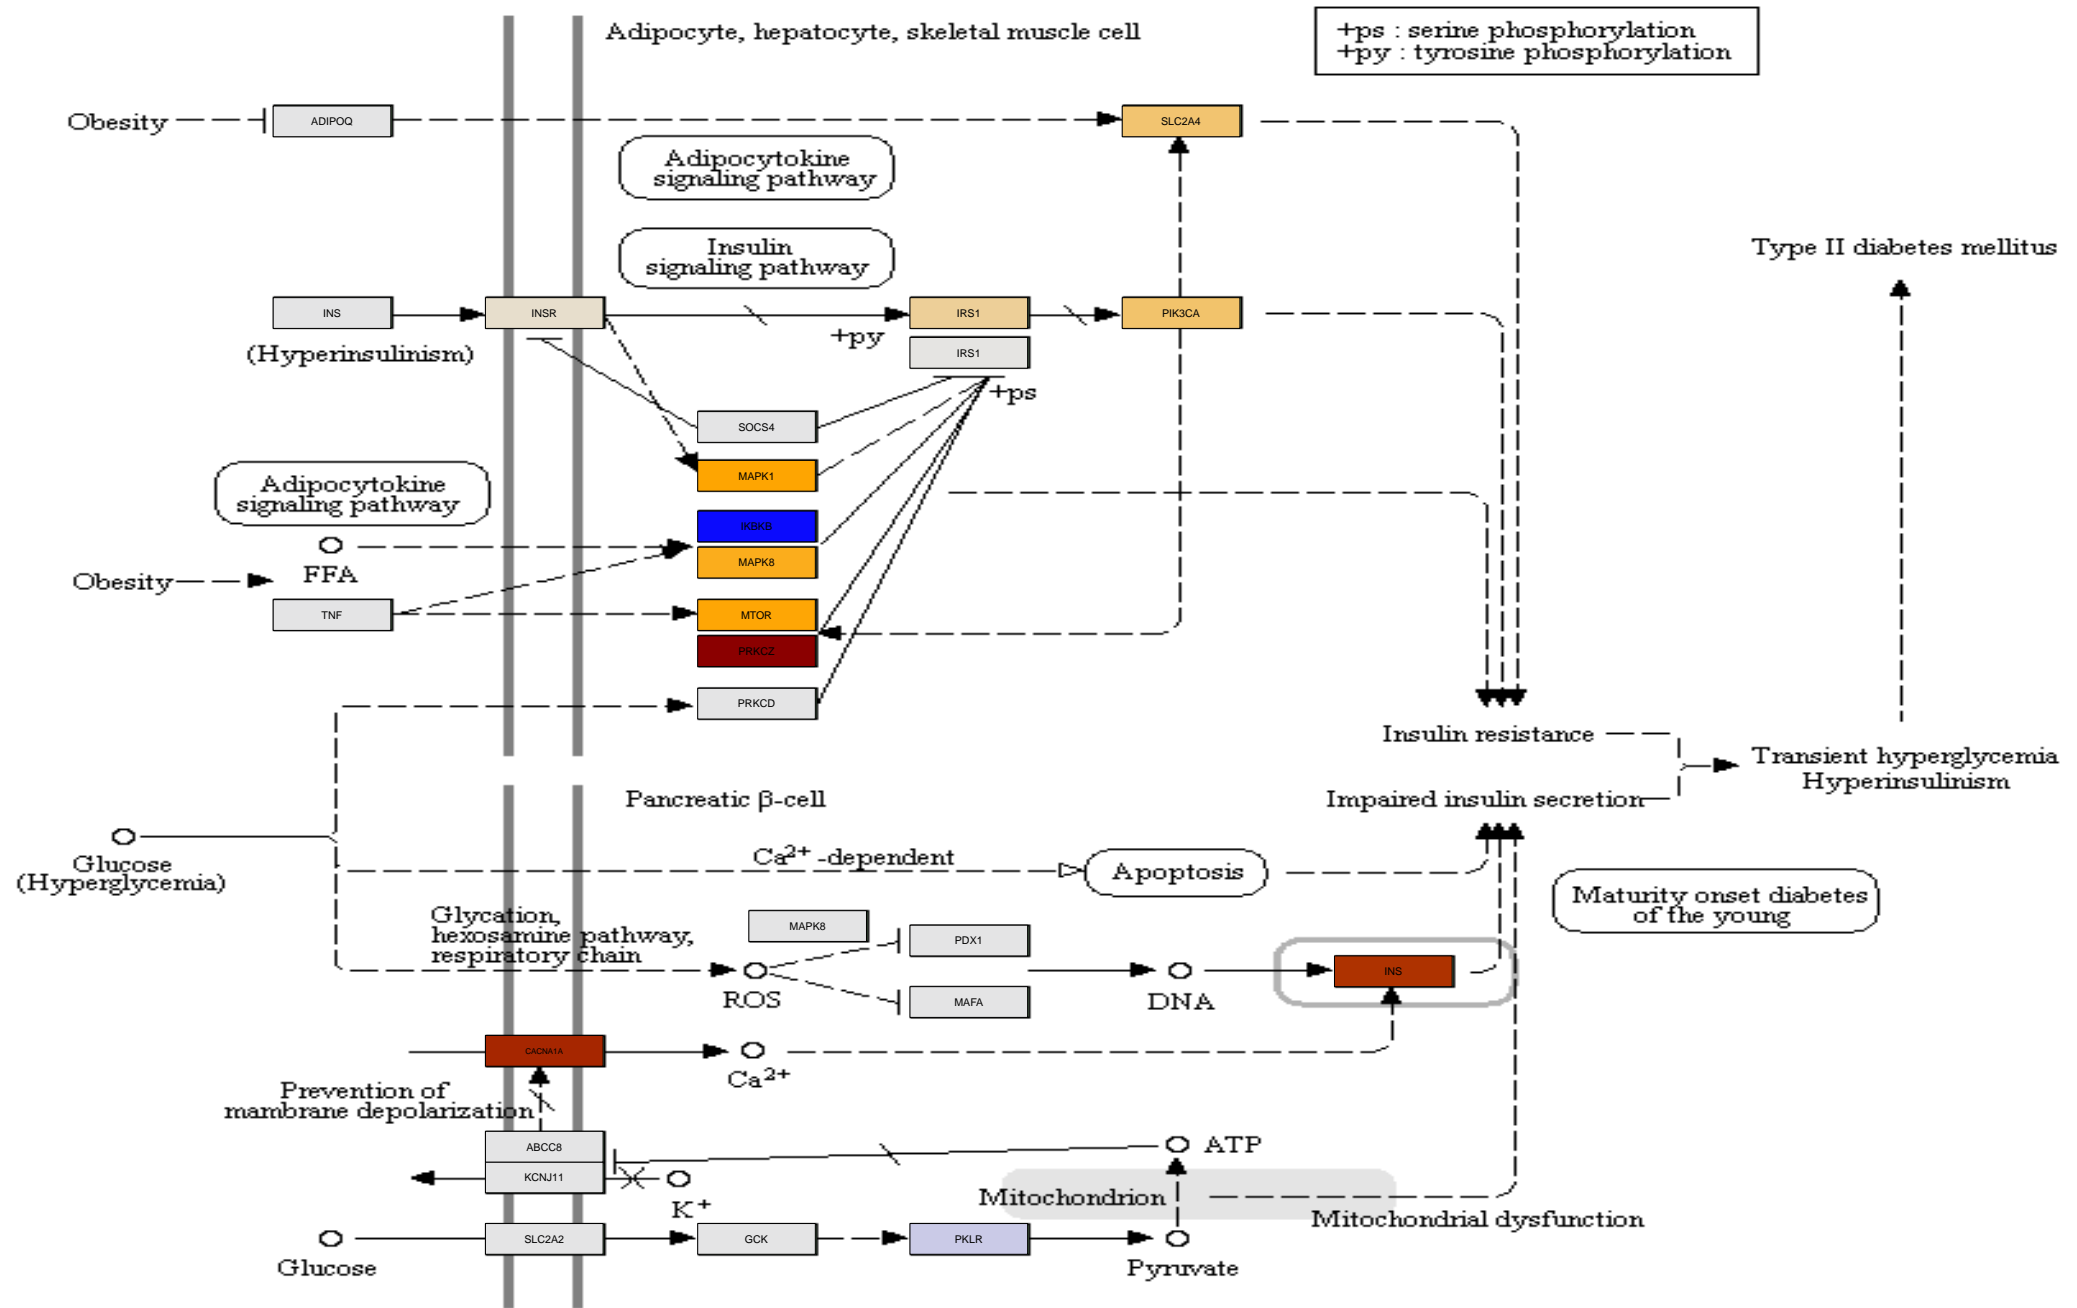 Adipocyte, hepatocyte, skeletal muscle cell
+ps : serine phosphorylation
+py : tyrosine phosphorylation
Obesity
ADIPOQ
SLC2A4
Adipocytokine
signaling pathway
Insulin
signaling pathway
Type II diabetes mellitus
INS
INSR
IRS1
PIK3CA
(Hyperinsulinism)
+py
IRS1
+ps
SOCS4
MAPK1
Adipocytokine
signaling pathway
IKBKB
FFA
MAPK8
Obesity
TNF
MTOR
PRKCZ
PRKCD
Insulin resistance
Transient hyperglycemia
Hyperinsulinism
Pancreatic β-cell
Impaired insulin secretion
Glucose
(Hyperglycemia)
Ca2+ -dependent
Apoptosis
Maturity onset diabetes
of the young
Glycation,
hexosamine pathway,
respiratory chain
MAPK8
PDX1
ROS
MAFA
DNA
INS
CACNA1A
Ca2+
Prevention of
mambrane depolarization
ABCC8
KCNJ11
ATP
K+
Mitochondrion
Mitochondrial dysfunction
SLC2A2
GCK
PKLR
Glucose
Pyruvate